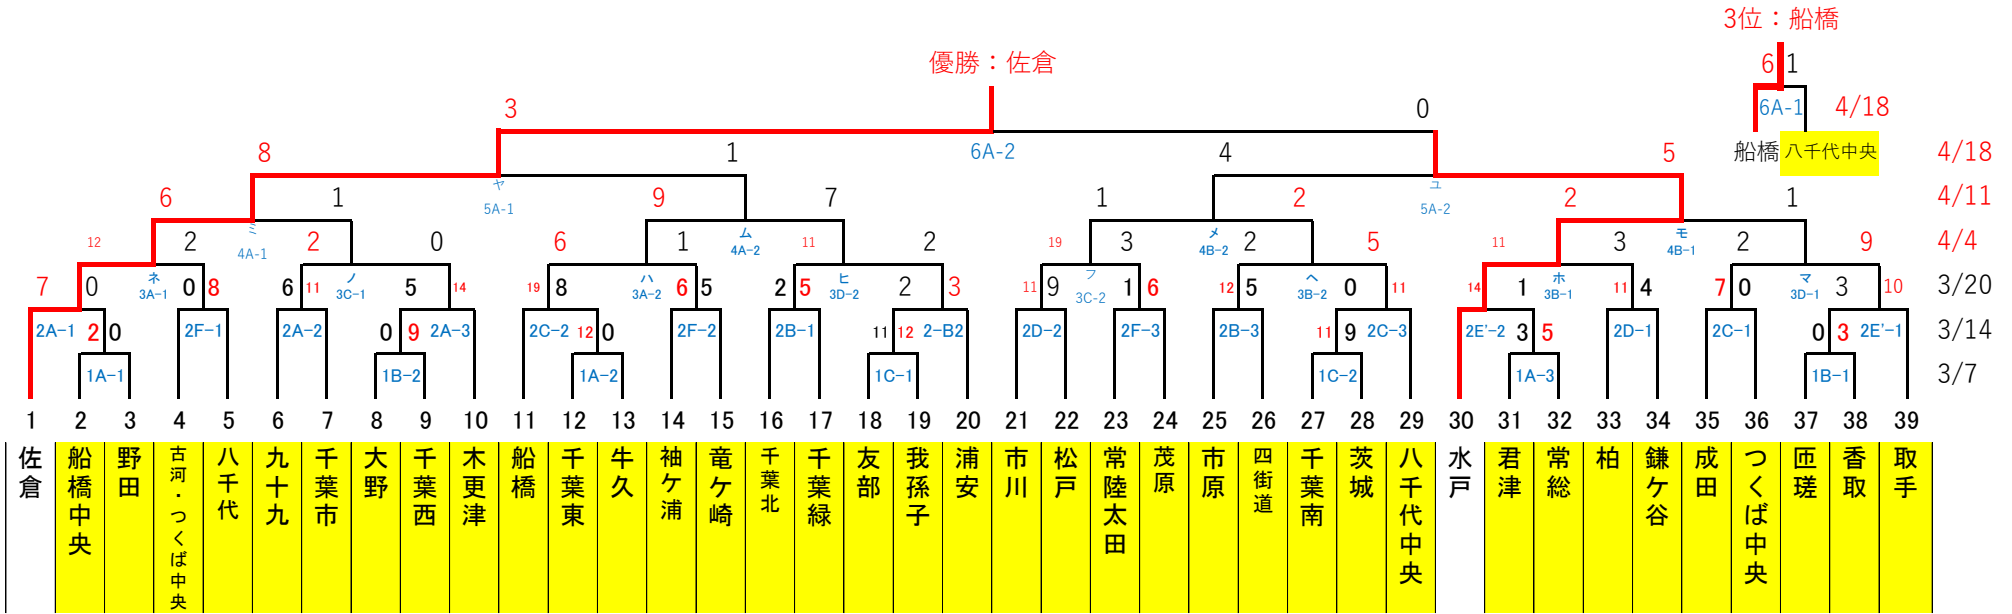 3位：船橋
優勝：佐倉
6 1
3 0
6A-1 4/18
8 1 6A-2 4 5 船橋 八千代中央 4/18
6 1 ヤ 9 7 1 2 ユ 2 1 4/11
5A-1 5A-2
12 2 ミ 2 0 6 1 ム 11 2 19 3 メ 2 5 11 3 モ 2 9 4/4
4A-1 4A-2 4B-2 4B-1
7 0 ネ 0 8 6 11 ノ 5 14 19 8 ハ 6 5 2 5 ヒ 2 3 11 9 フ 1 6 12 5 ヘ 0 11 14 1 ホ 11 4 7 0 マ 3 10 3/20
3A-1 3C-1 3A-2 3D-2 3C-2 3B-2 3B-1 3D-1
2A-1 2 0 2F-1 2A-2 0 9 2A-3 2C-2 12 0 2F-2 2B-1 11 12 2-B2 2D-2 2F-3 2B-3 11 9 2C-3 2E'-2 3 5 2D-1 2C-1 0 3 2E'-1 3/14
1A-1 1B-2 1A-2 1C-1 1C-2 1A-3 1B-1 3/7
1 2 3 4 5 6 7 8 9 10 11 12 13 14 15 16 17 18 19 20 21 22 23 24 25 26 27 28 29 30 31 32 33 34 35 36 37 38 39
佐倉
船橋中央
野田
古河・つくば中央
八千代
九十九
千葉市
大野
千葉西
木更津
船橋
千葉東
牛久
袖ケ浦
竜ケ崎
千葉北
千葉緑
友部
我孫子
浦安
市川
松戸
常陸太田
茂原
市原
四街道
千葉南
茨城
八千代中央
水戸
君津
常総
柏
鎌ケ谷
成田
つくば中央
匝瑳
香取
取手